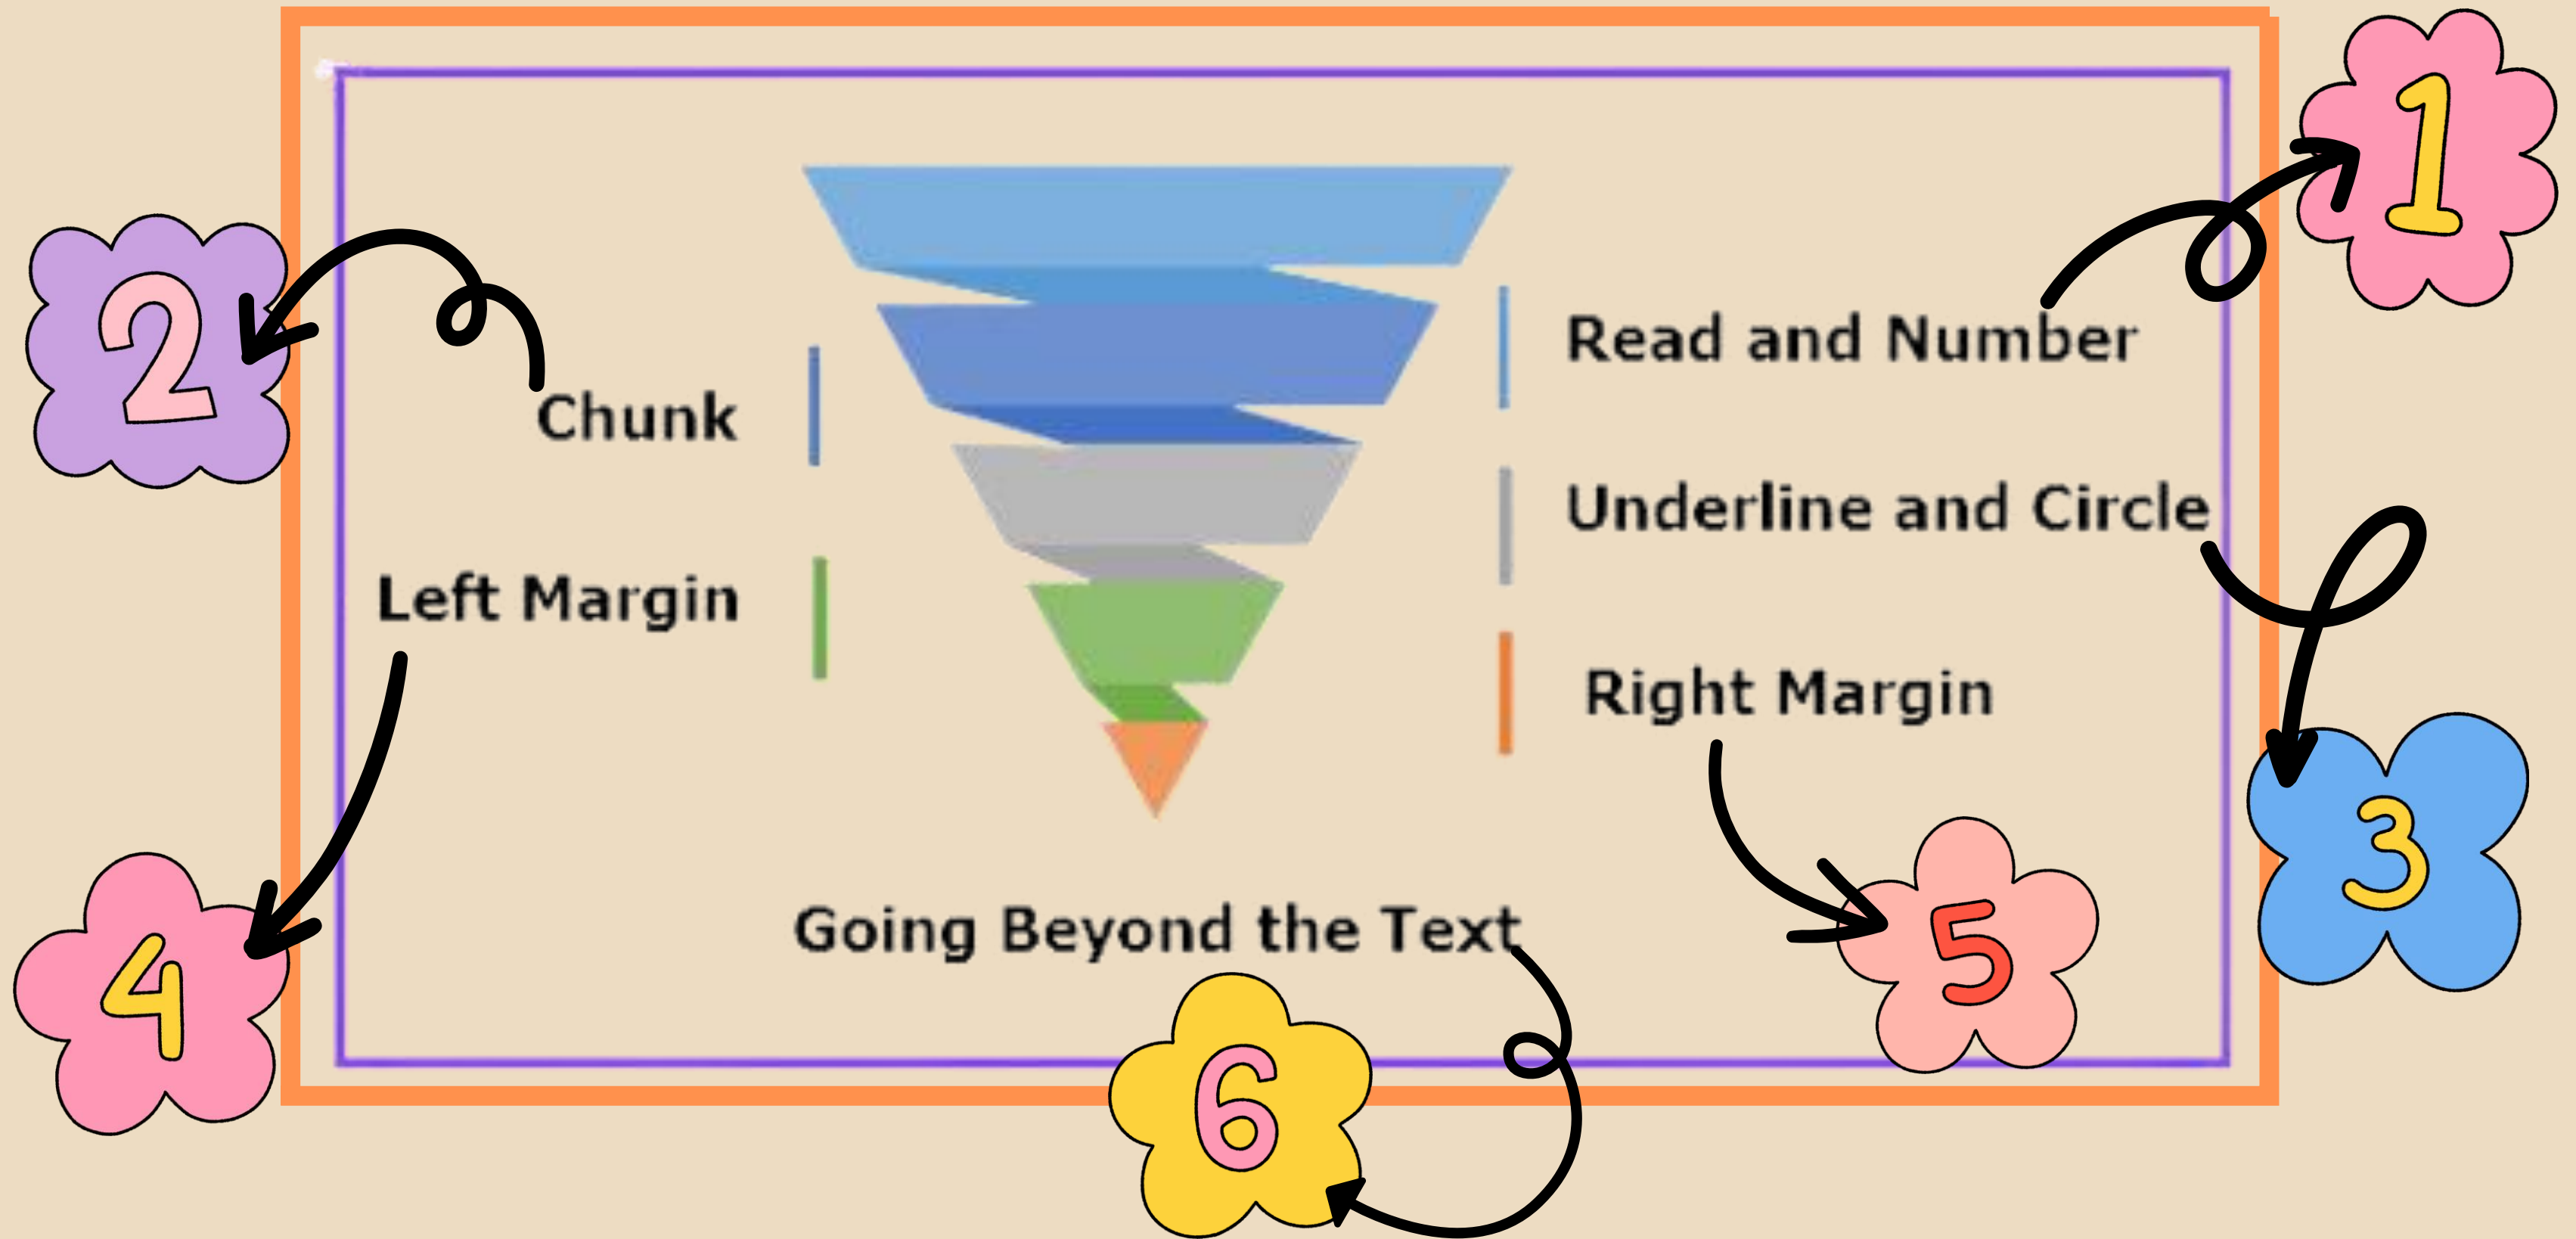 1
Read and Number
2
Chunk
Underline and Circle
3
Left Margin
4
Right Margin
5
Going Beyond the Text
6